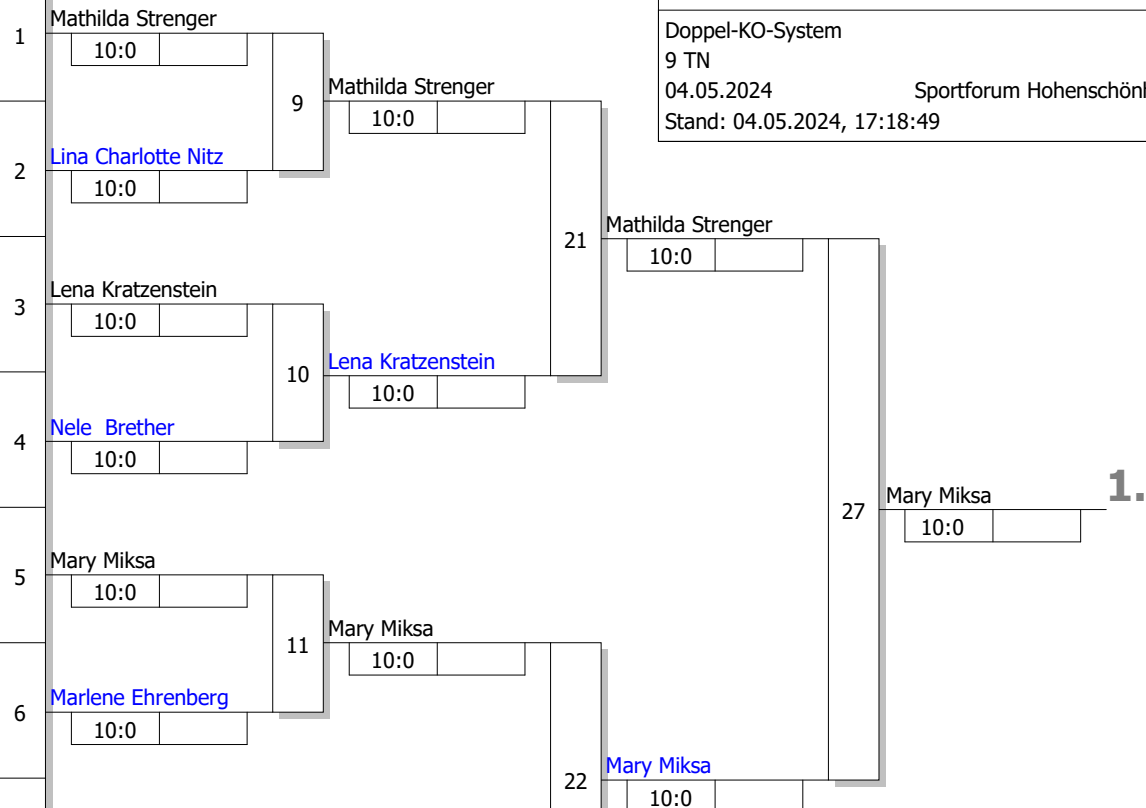 Doppel-KO-System
9 TN
04.05.2024 Sportforum Hohenschönh
Stand: 04.05.2024, 17:18:49
1
Mathilda Strenger
10:0
9
Mathilda Strenger
10:0
2
Lina Charlotte Nitz
10:0
21
Mathilda Strenger
10:0
3
Lena Kratzenstein
10:0
10
Lena Kratzenstein
10:0
4
Nele Brether
10:0
27
Mary Miksa
1.
10:0
5
Mary Miksa
10:0
11
Mary Miksa
10:0
6
Marlene Ehrenberg
10:0
22
Mary Miksa
10:0